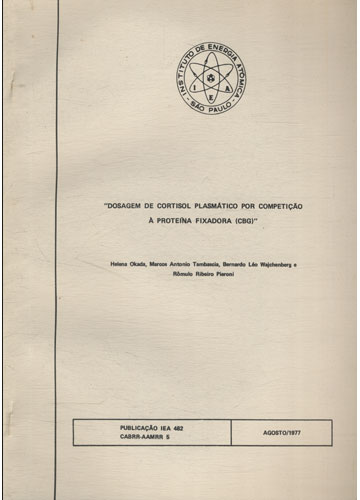 INSTITUTO DE ENERGIA ATÔMICA
I A
E
SÃO PAULO
"DOSAGEM DE CORTISOL PLASMÁTICO POR COMPETIÇÃO
À PROTEÍNA FIXADORA (CBG)"
Helena Okada, Marcos Antonio Tambascia, Bernardo Léo Wajchenberg e
Rômulo Ribeiro Pieroni
PUBLICAÇÃO IEA 482
CABRR-AAMRR 5
AGOSTO/1977